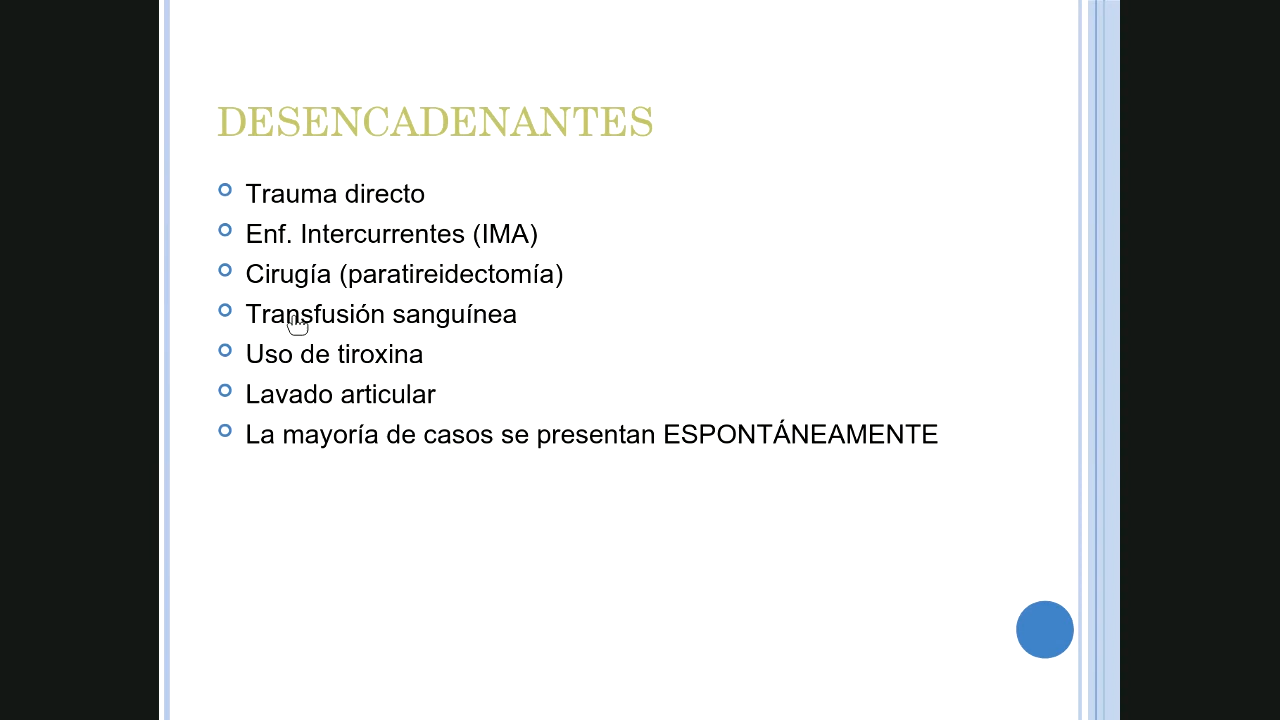 DESENCADENANTES
Trauma directo
Enf. Intercurrentes (IMA)
Cirugía (paratireidectomía)
Transfusión sanguínea
Uso de tiroxina
Lavado articular
La mayoría de casos se presentan ESPONTÁNEAMENTE